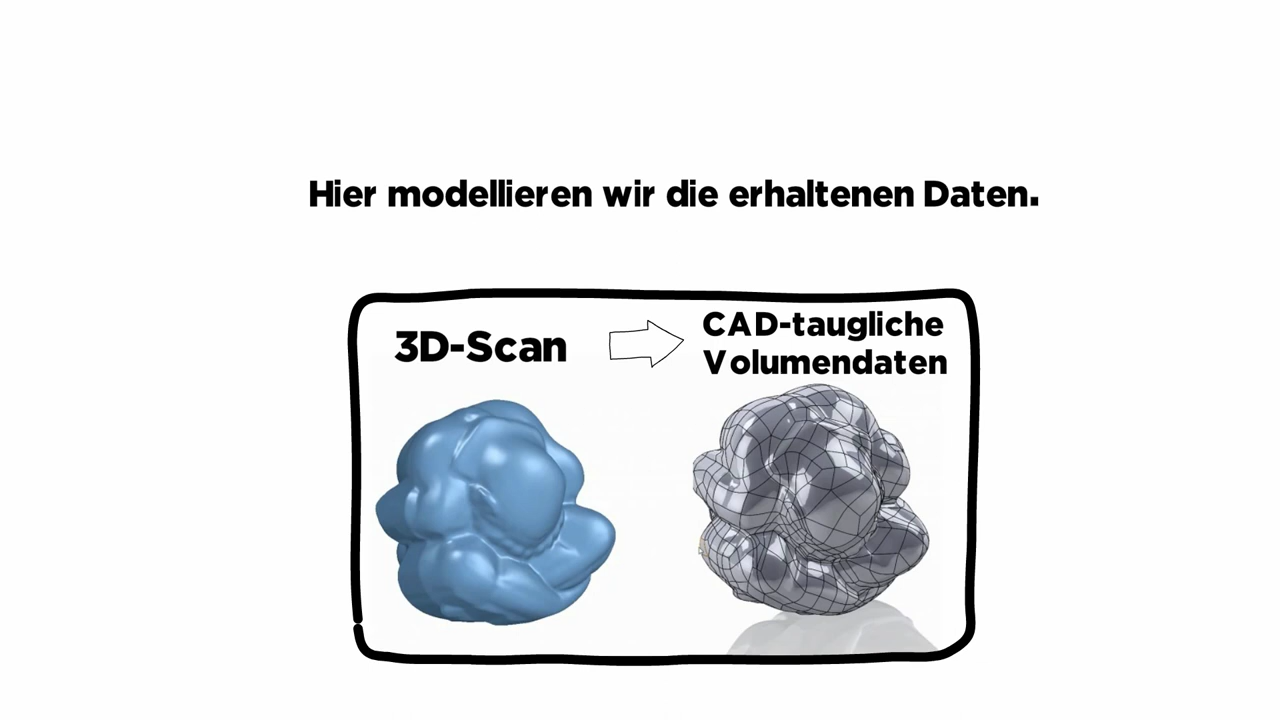 Hier modellieren wir die erhaltenen Daten.
3D-Scan
CAD-taugliche
Volumendaten